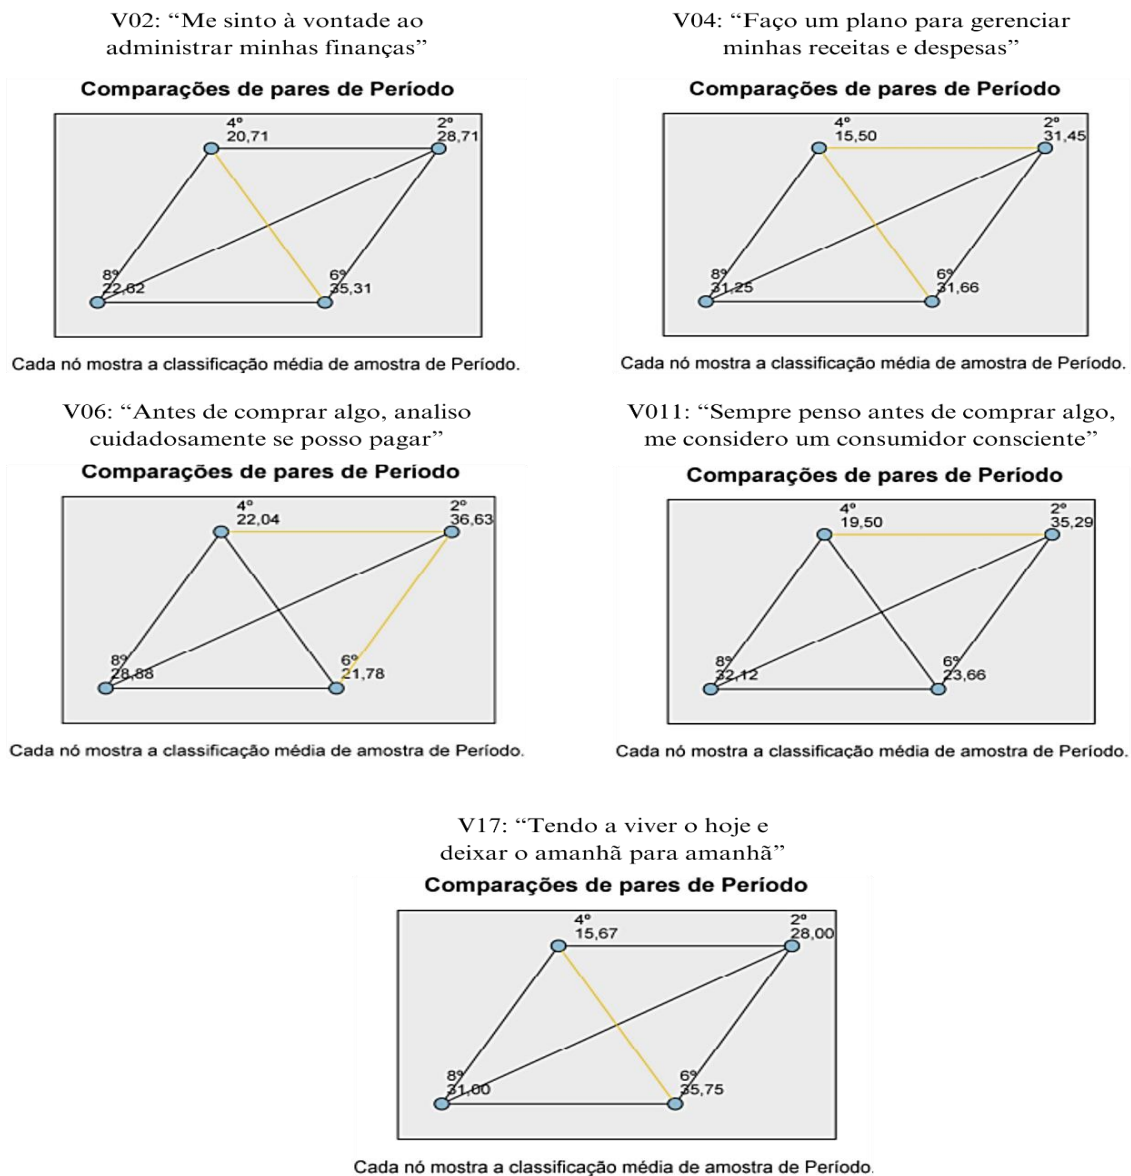 V02: “Me sinto à vontade ao
administrar minhas finanças”
Comparações de pares de Período
4º
20,71
2º
28,71
8º
22,62
6º
35,31
Cada nó mostra a classificação média de amostra de Período.
V04: “Faço um plano para gerenciar
minhas receitas e despesas”
Comparações de pares de Período
4º
15,50
2º
31,45
8º
31,25
6º
31,66
Cada nó mostra a classificação média de amostra de Período.
V06: “Antes de comprar algo, analiso
cuidadosamente se posso pagar”
Comparações de pares de Período
4º
22,04
2º
36,63
8º
28,88
6º
21,78
Cada nó mostra a classificação média de amostra de Período.
V011: “Sempre penso antes de comprar algo,
me considero um consumidor consciente”
Comparações de pares de Período
4º
19,50
2º
35,29
8º
32,12
6º
23,66
Cada nó mostra a classificação média de amostra de Período.
V17: “Tendo a viver o hoje e
deixar o amanhã para amanhã”
Comparações de pares de Período
4º
15,67
2º
28,00
8º
31,00
6º
35,75
Cada nó mostra a classificação média de amostra de Período.